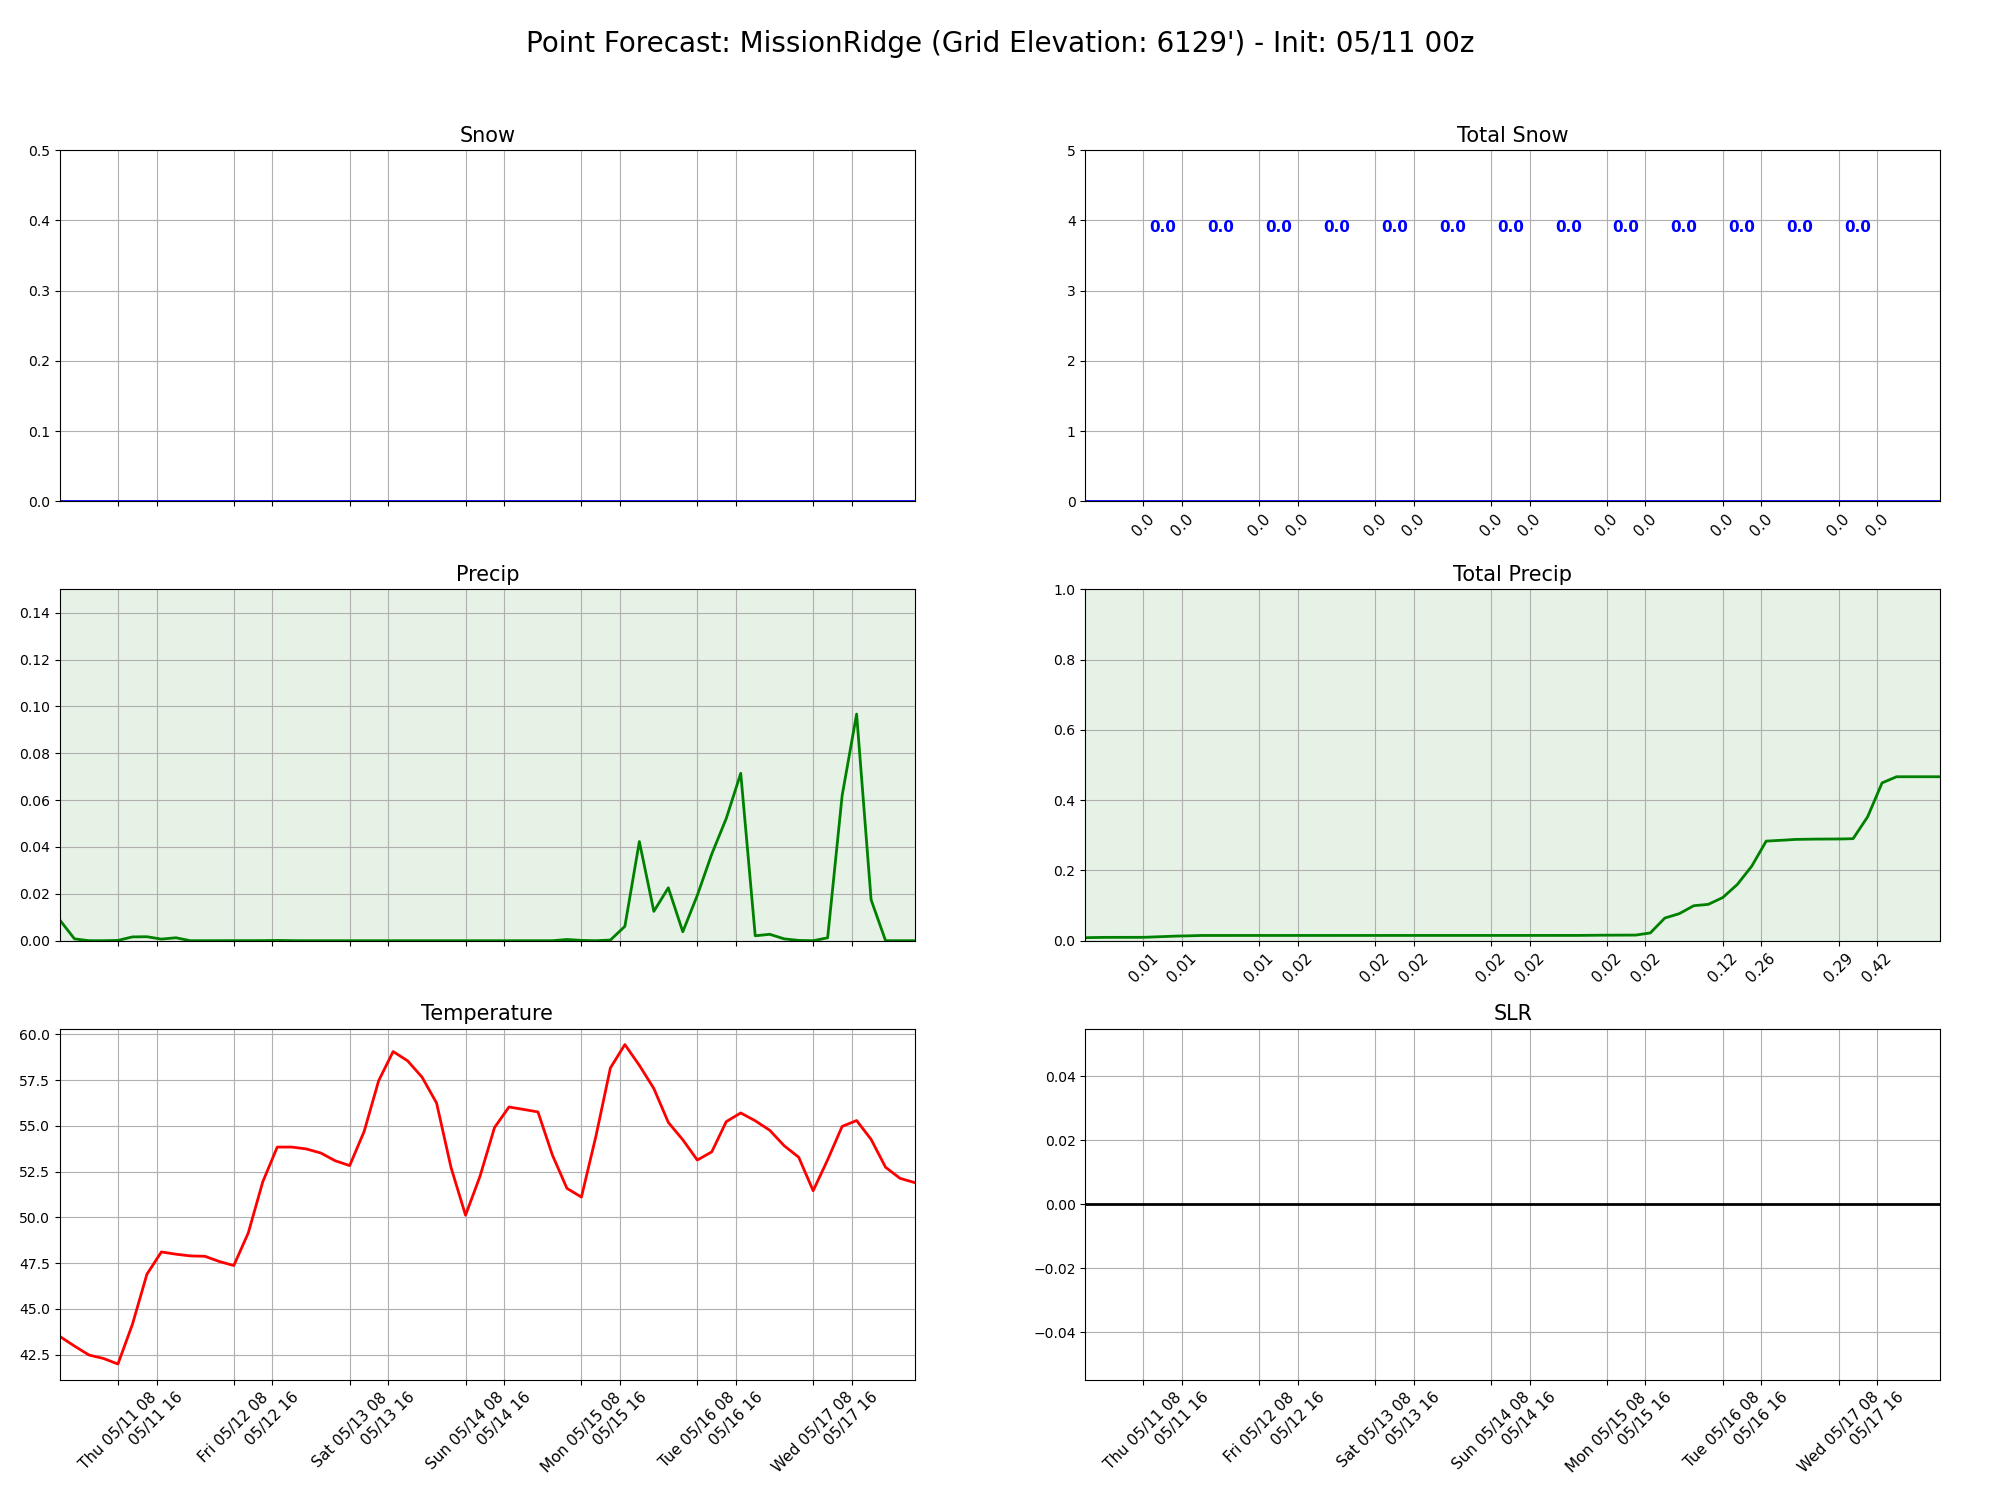 Point Forecast: MissionRidge (Grid Elevation: 6129') - Init: 05/11 00z
Snow
0.5
0.4
0.3
0.2
0.1
0.0
Total Snow
5
4
3
2
1
0
0.0 0.0 0.0 0.0 0.0 0.0 0.0 0.0 0.0 0.0 0.0 0.0 0.0
0.0 0.0 0.0 0.0 0.0 0.0 0.0 0.0 0.0 0.0 0.0 0.0 0.0 0.0
Precip
0.14
0.12
0.10
0.08
0.06
0.04
0.02
0.00
Total Precip
1.0
0.8
0.6
0.4
0.2
0.0
0.01 0.01 0.01 0.02 0.02 0.02 0.02 0.02 0.02 0.02 0.12 0.26 0.29 0.42
Temperature
60.0
57.5
55.0
52.5
50.0
47.5
45.0
42.5
Thu 05/11 08
05/11 16
Fri 05/12 08
05/12 16
Sat 05/13 08
05/13 16
Sun 05/14 08
05/14 16
Mon 05/15 08
05/15 16
Tue 05/16 08
05/16 16
Wed 05/17 08
05/17 16
SLR
0.04
0.02
0.00
−0.02
−0.04
Thu 05/11 08
05/11 16
Fri 05/12 08
05/12 16
Sat 05/13 08
05/13 16
Sun 05/14 08
05/14 16
Mon 05/15 08
05/15 16
Tue 05/16 08
05/16 16
Wed 05/17 08
05/17 16